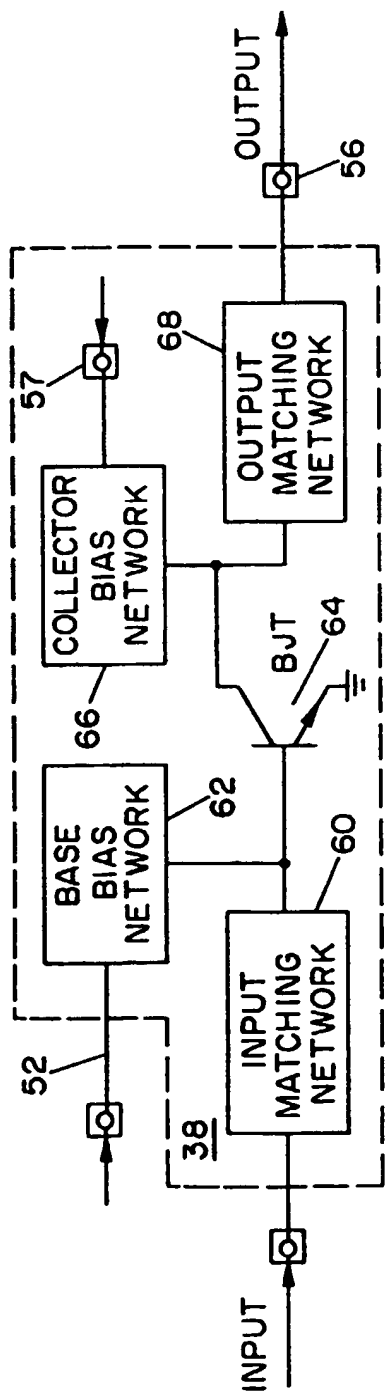 INPUT
38
INPUT
MATCHING
NETWORK
60
52
BASE
BIAS
NETWORK
62
BJT
64
COLLECTOR
BIAS
NETWORK
66
57
OUTPUT
MATCHING
NETWORK
68
56
OUTPUT